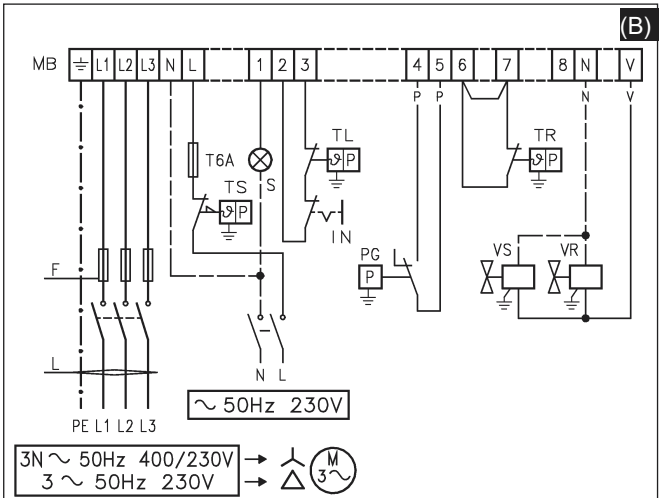 (B)
MB L1 L2 L3 N L 1 2 3 4 5 6 7 8 N V
P P N V
T6A
TL
ϑ P
TR
ϑ P
S
TS
ϑ P
IN
F
PG
P
VS VR
L
N L
PE L1 L2 L3
∼ 50Hz 230V
3N ∼ 50Hz 400/230V
3 ∼ 50Hz 230V
M
3∼